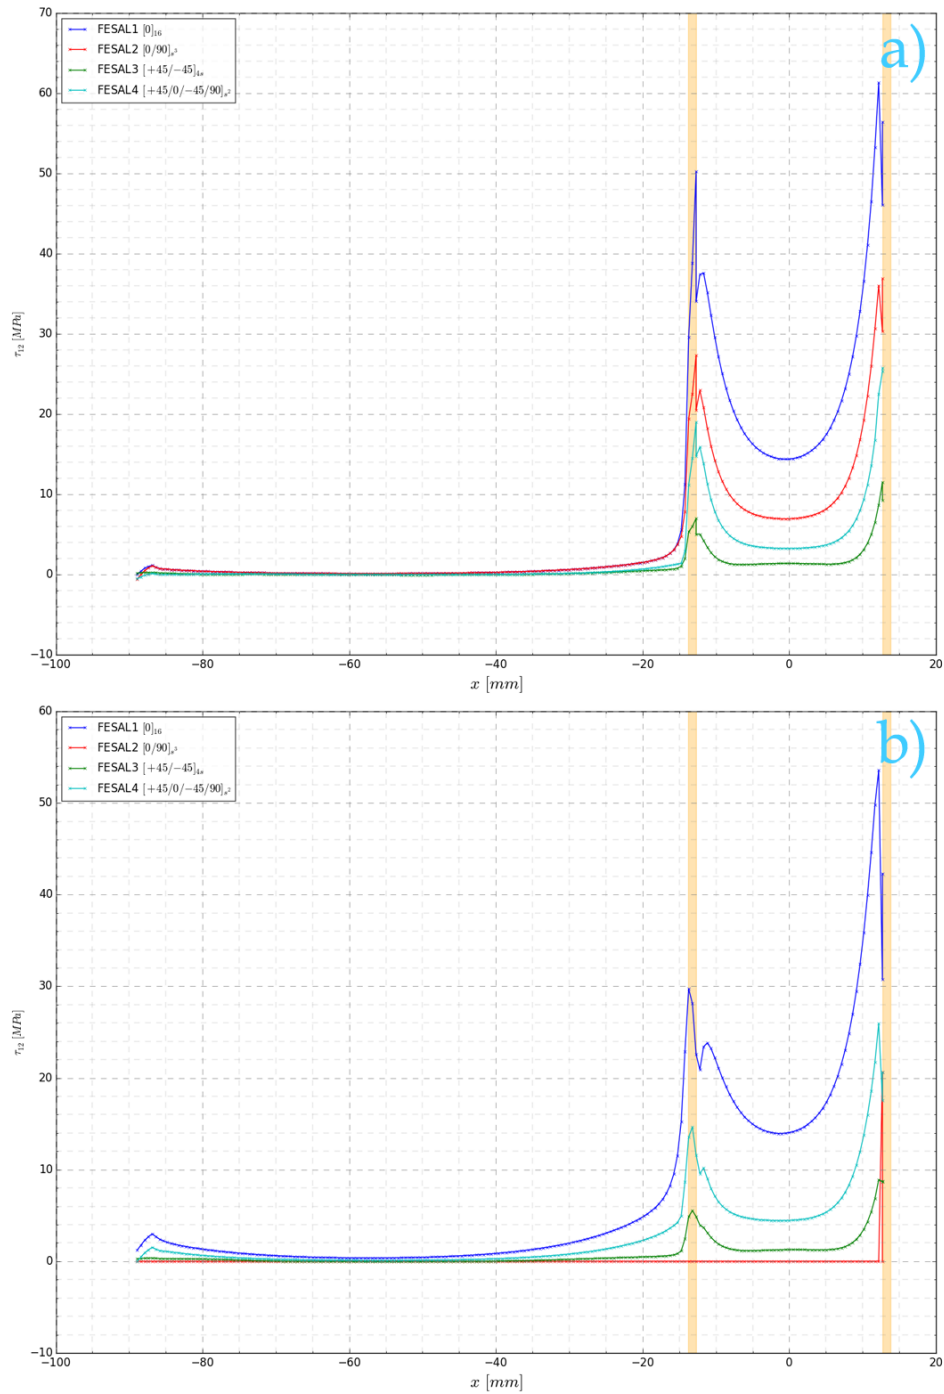 a)
70
FESAL1 [0]₁₆
FESAL2 [0/90]ₛ₃
FESAL3 [+45/−45]₄ₛ
FESAL4 [+45/0/−45/90]ₛ₂
60
50
40
30
20
10
0
−10
τ₁₂ [MPa]
−100 −80 −60 −40 −20 0 20
x [mm]
b)
60
FESAL1 [0]₁₆
FESAL2 [0/90]ₛ₃
FESAL3 [+45/−45]₄ₛ
FESAL4 [+45/0/−45/90]ₛ₂
50
40
30
20
10
0
−10
τ₁₂ [MPa]
−100 −80 −60 −40 −20 0 20
x [mm]